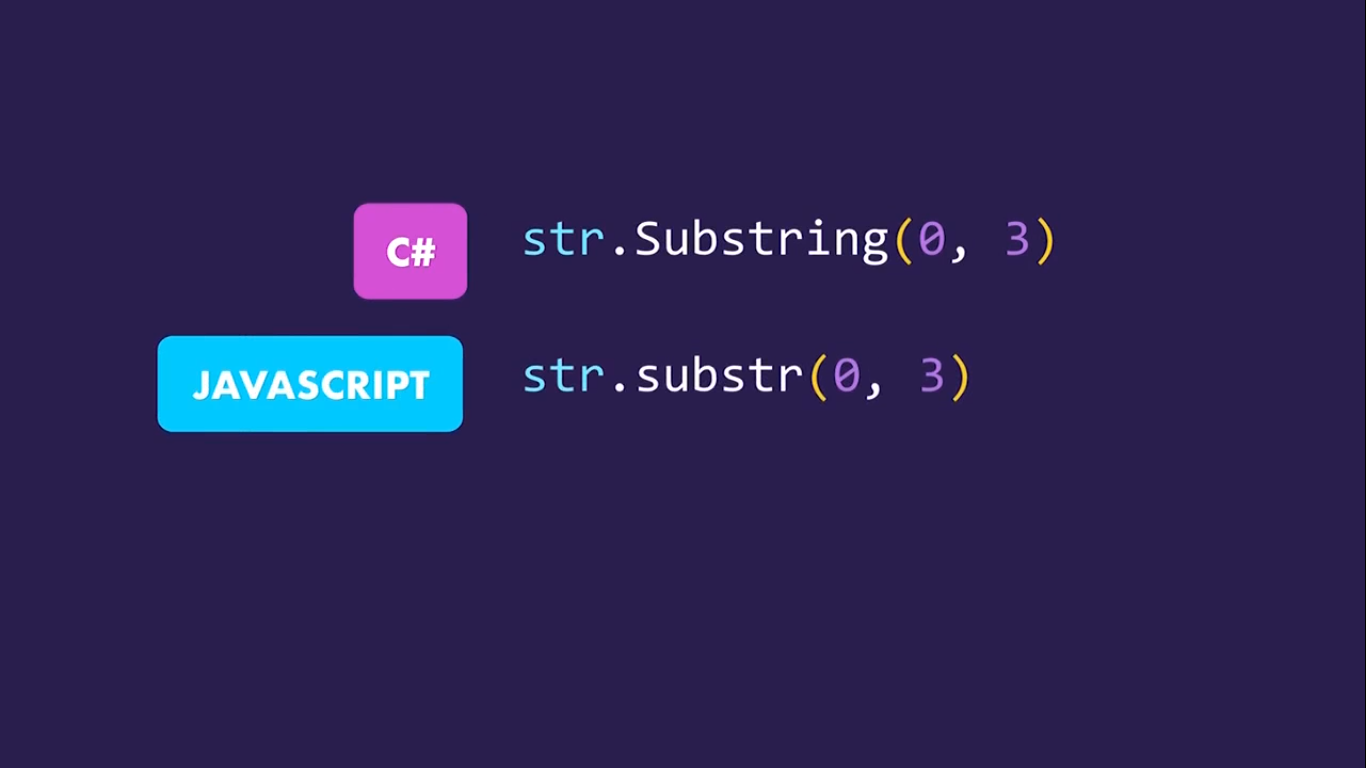 C# str.Substring(0, 3)
JAVASCRIPT str.substr(0, 3)